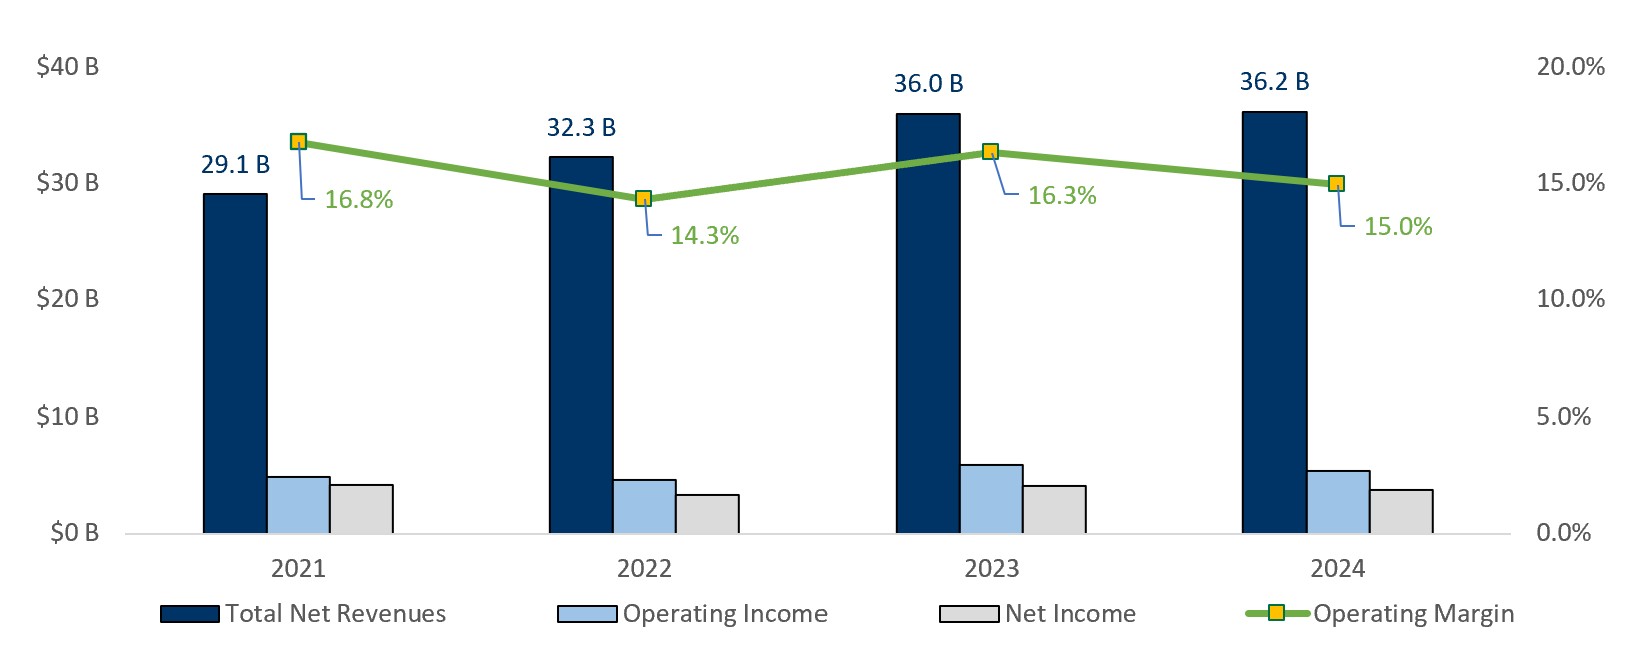 $40 B
$30 B
$20 B
$10 B
$0 B
20.0%
15.0%
10.0%
5.0%
0.0%
29.1 B
32.3 B
36.0 B
36.2 B
16.8%
14.3%
16.3%
15.0%
2021 2022 2023 2024
Total Net Revenues Operating Income Net Income Operating Margin